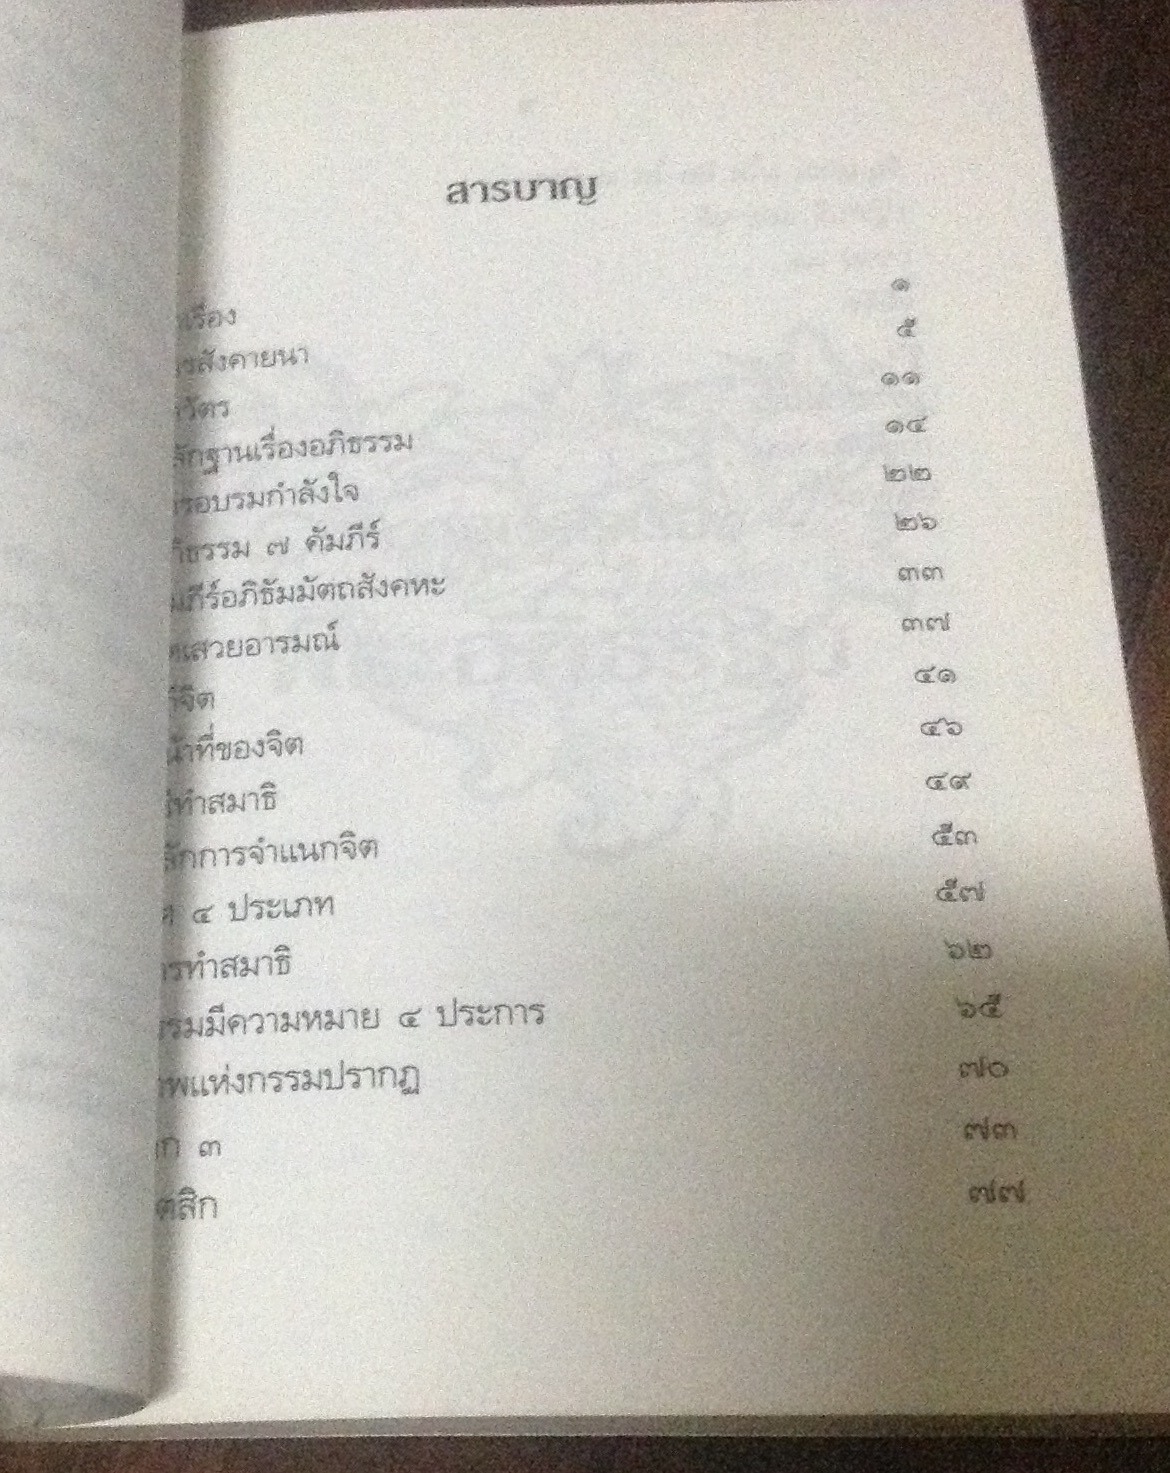 สารบาญ
เรื่อง ๑
สังคายนา ๕
วัตร ๑๑
ฐานเรื่องอภิธรรม ๑๔
อบรมกำลังใจ ๒๒
ธรรม ๗ คัมภีร์ ๒๖
ภีร์อภิธัมมัตถสังคหะ ๓๓
เสวยอารมณ์ ๓๗
จิต ๔๑
ที่ของจิต ๔๖
ทำสมาธิ ๔๙
กการจำแนกจิต ๕๓
๔ ประเภท ๕๗
รทำสมาธิ ๖๒
รมมีความหมาย ๔ ประการ ๖๕
พแห่งกรรมปรากฏ ๗๐
ก ๓ ๗๓
ตสิก ๗๗